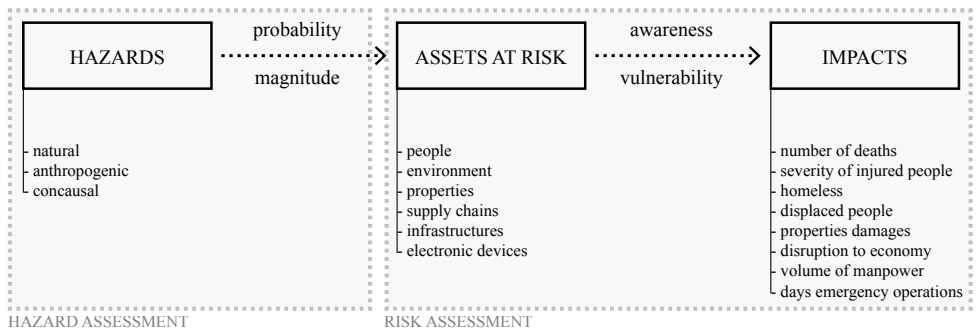 HAZARDS
probability
magnitude
ASSETS AT RISK
awareness
vulnerability
IMPACTS
- natural
- anthropogenic
- concausal
- people
- environment
- properties
- supply chains
- infrastructures
- electronic devices
- number of deaths
- severity of injured people
- homeless
- displaced people
- properties damages
- disruption to economy
- volume of manpower
- days emergency operations
HAZARD ASSESSMENT
RISK ASSESSMENT